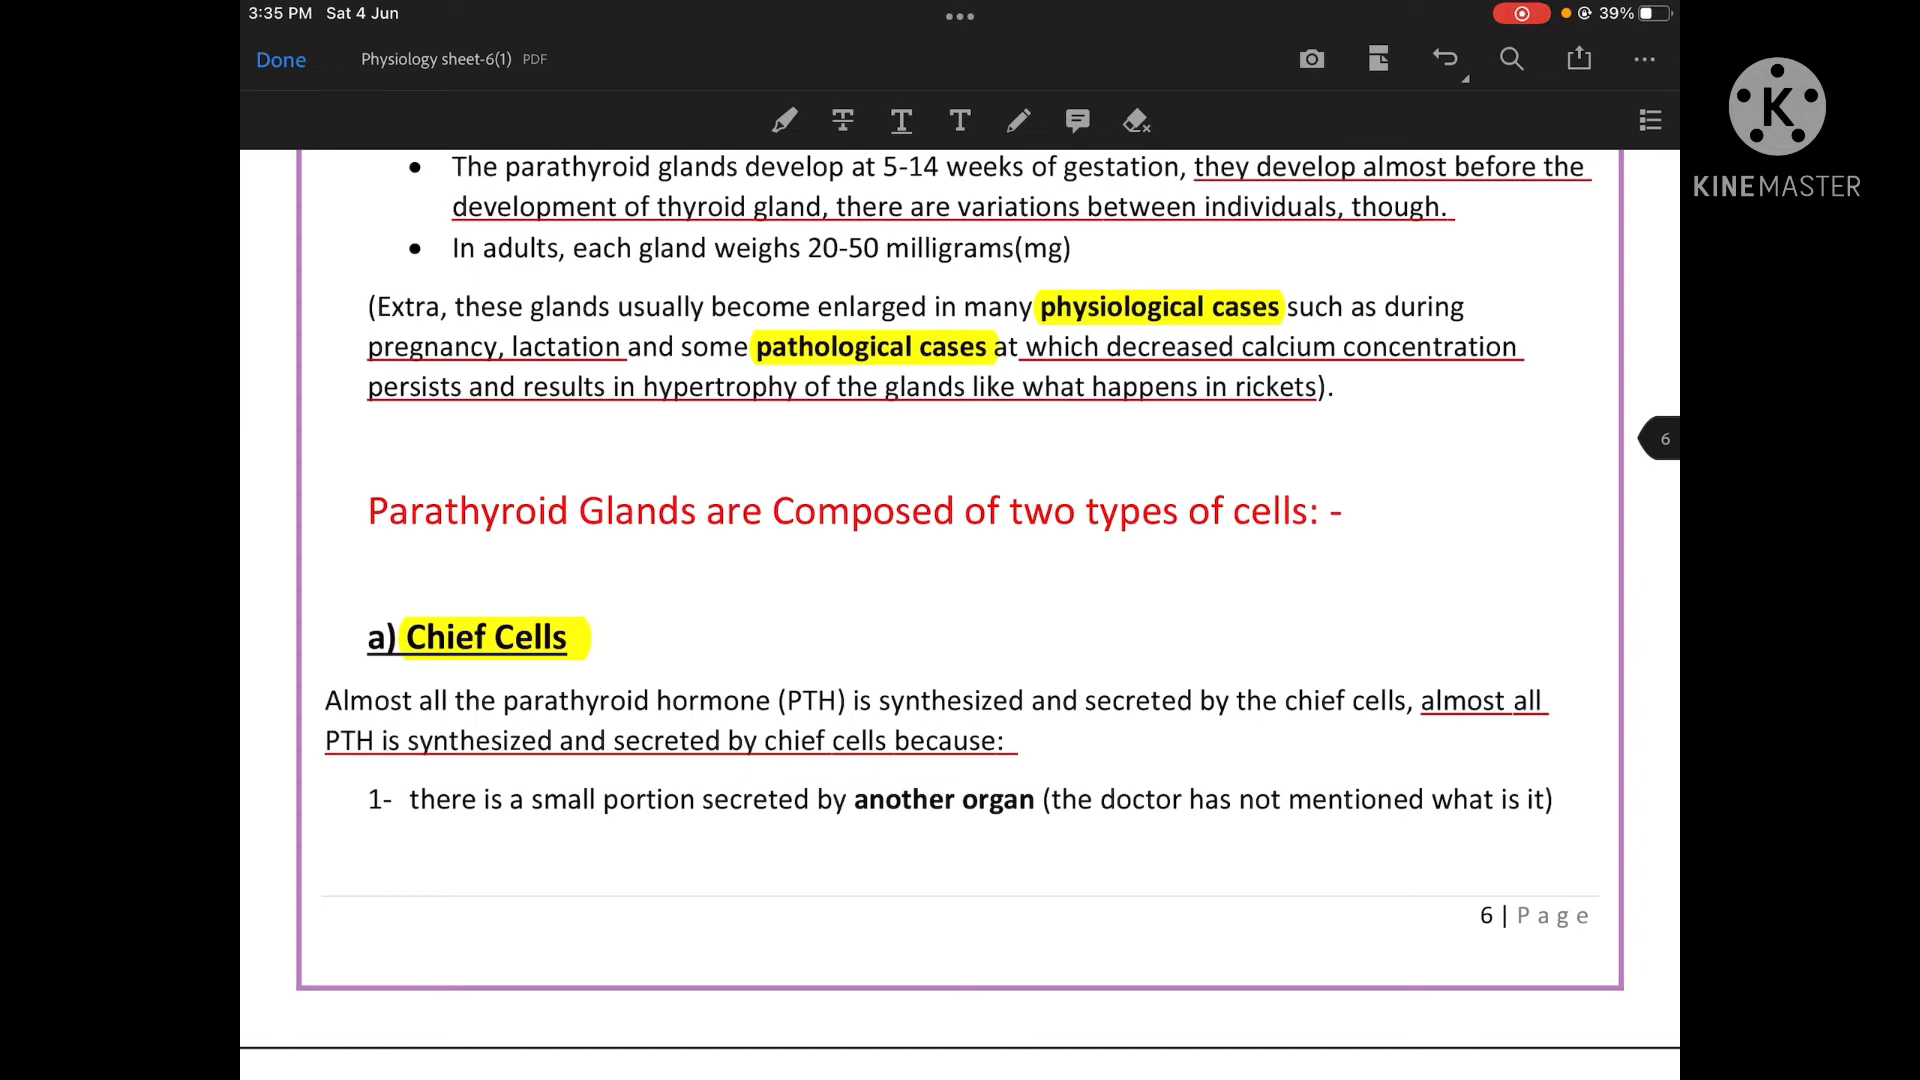 3:35 PM Sat 4 Jun
39%
Done
Physiology sheet-6(1) PDF
K
KINEMASTER
• The parathyroid glands develop at 5-14 weeks of gestation, they develop almost before the
development of thyroid gland, there are variations between individuals, though.
• In adults, each gland weighs 20-50 milligrams(mg)
(Extra, these glands usually become enlarged in many physiological cases such as during
pregnancy, lactation and some pathological cases at which decreased calcium concentration
persists and results in hypertrophy of the glands like what happens in rickets).
6
Parathyroid Glands are Composed of two types of cells: -
a) Chief Cells
Almost all the parathyroid hormone (PTH) is synthesized and secreted by the chief cells, almost all
PTH is synthesized and secreted by chief cells because:
1- there is a small portion secreted by another organ (the doctor has not mentioned what is it)
6 | Page